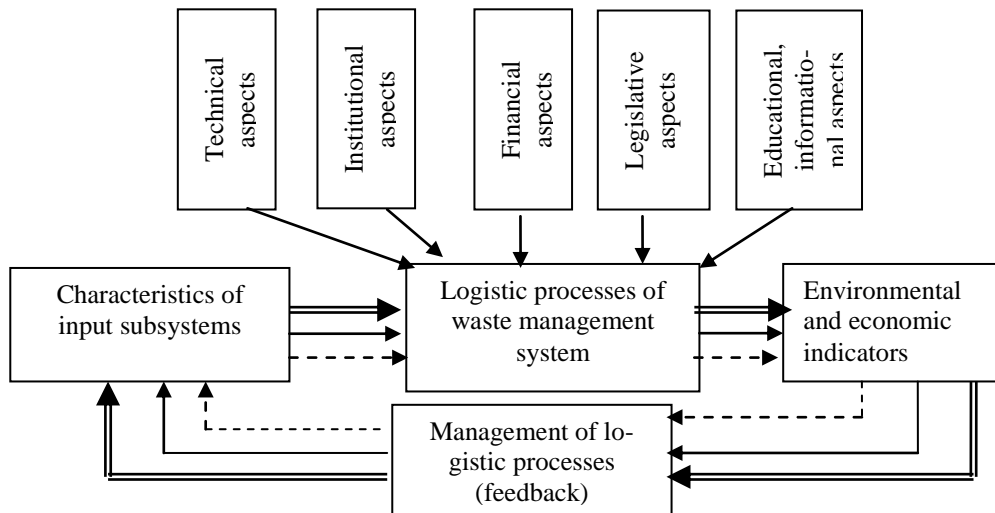 Technical
aspects
Institutional
aspects
Financial
aspects
Legislative
aspects
Educational,
informatio-
nal aspects
Characteristics of
input subsystems
Logistic processes of
waste management
system
Environmental
and economic
indicators
Management of lo-
gistic processes
(feedback)